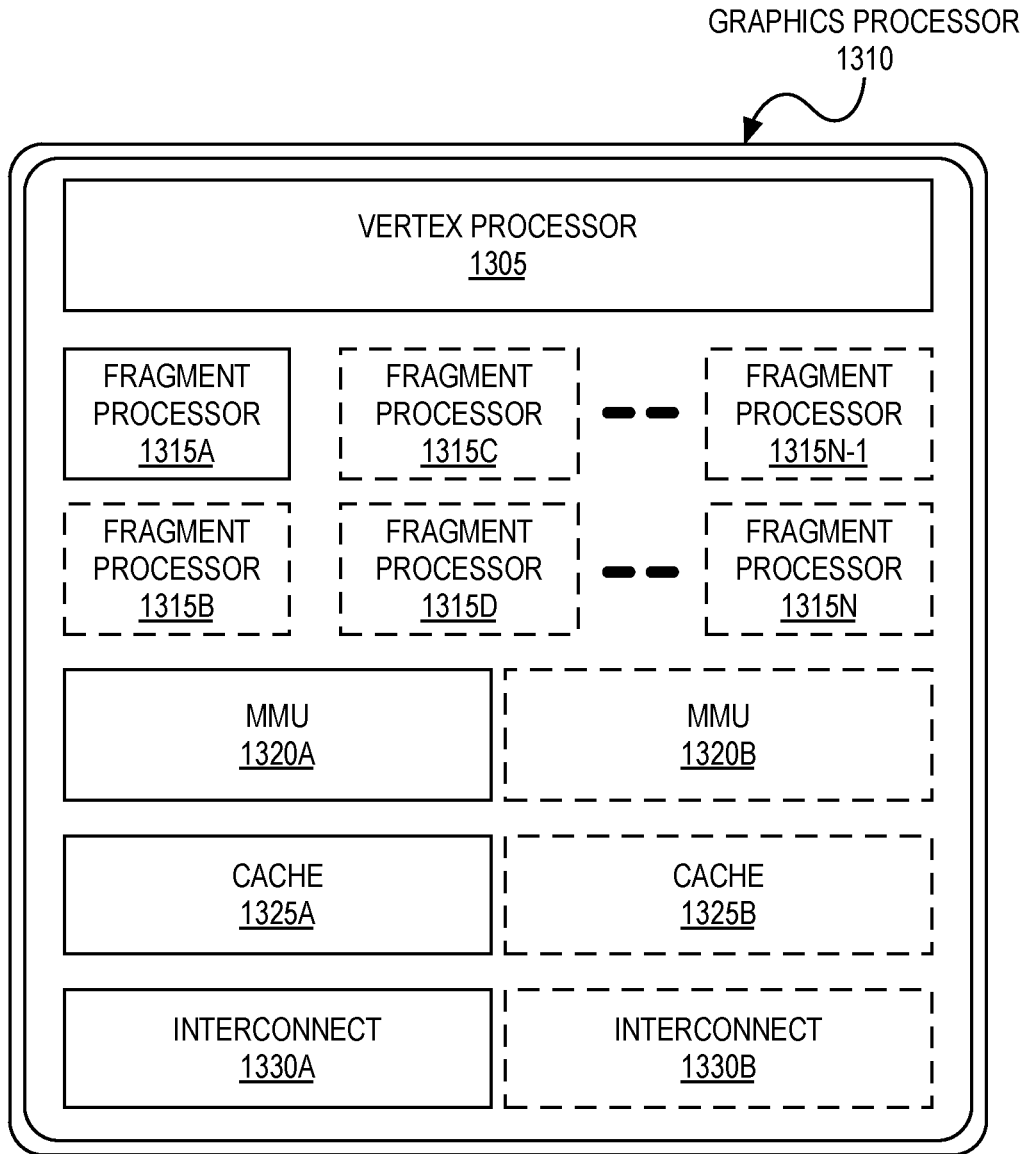 GRAPHICS PROCESSOR
1310
VERTEX PROCESSOR
1305
FRAGMENT
PROCESSOR
1315A
FRAGMENT
PROCESSOR
1315C
FRAGMENT
PROCESSOR
1315N-1
FRAGMENT
PROCESSOR
1315B
FRAGMENT
PROCESSOR
1315D
FRAGMENT
PROCESSOR
1315N
MMU
1320A
MMU
1320B
CACHE
1325A
CACHE
1325B
INTERCONNECT
1330A
INTERCONNECT
1330B